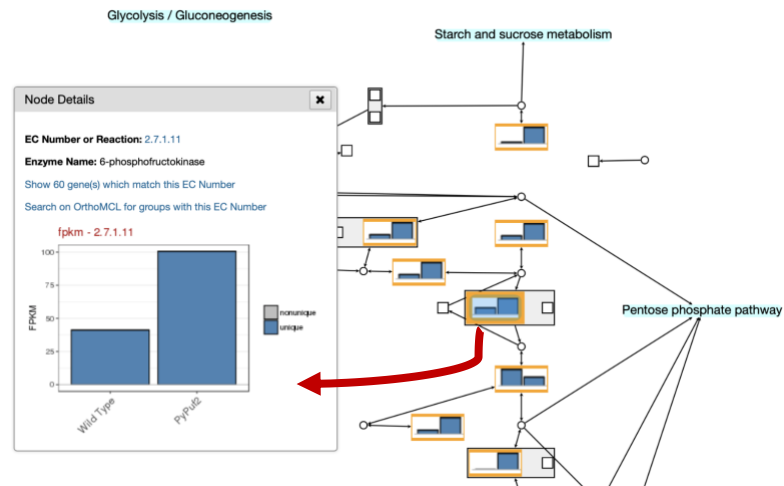 Glycolysis / Gluconeogenesis
Starch and sucrose metabolism
Node Details
×
EC Number or Reaction: 2.7.1.11
Enzyme Name: 6-phosphofructokinase
Show 60 gene(s) which match this EC Number
Search on OrthoMCL for groups with this EC Number
fpkm - 2.7.1.11
100
75
50
25
0
FPKM
nonunique
unique
Wild Type
PyPuf2
Pentose phosphate pathway